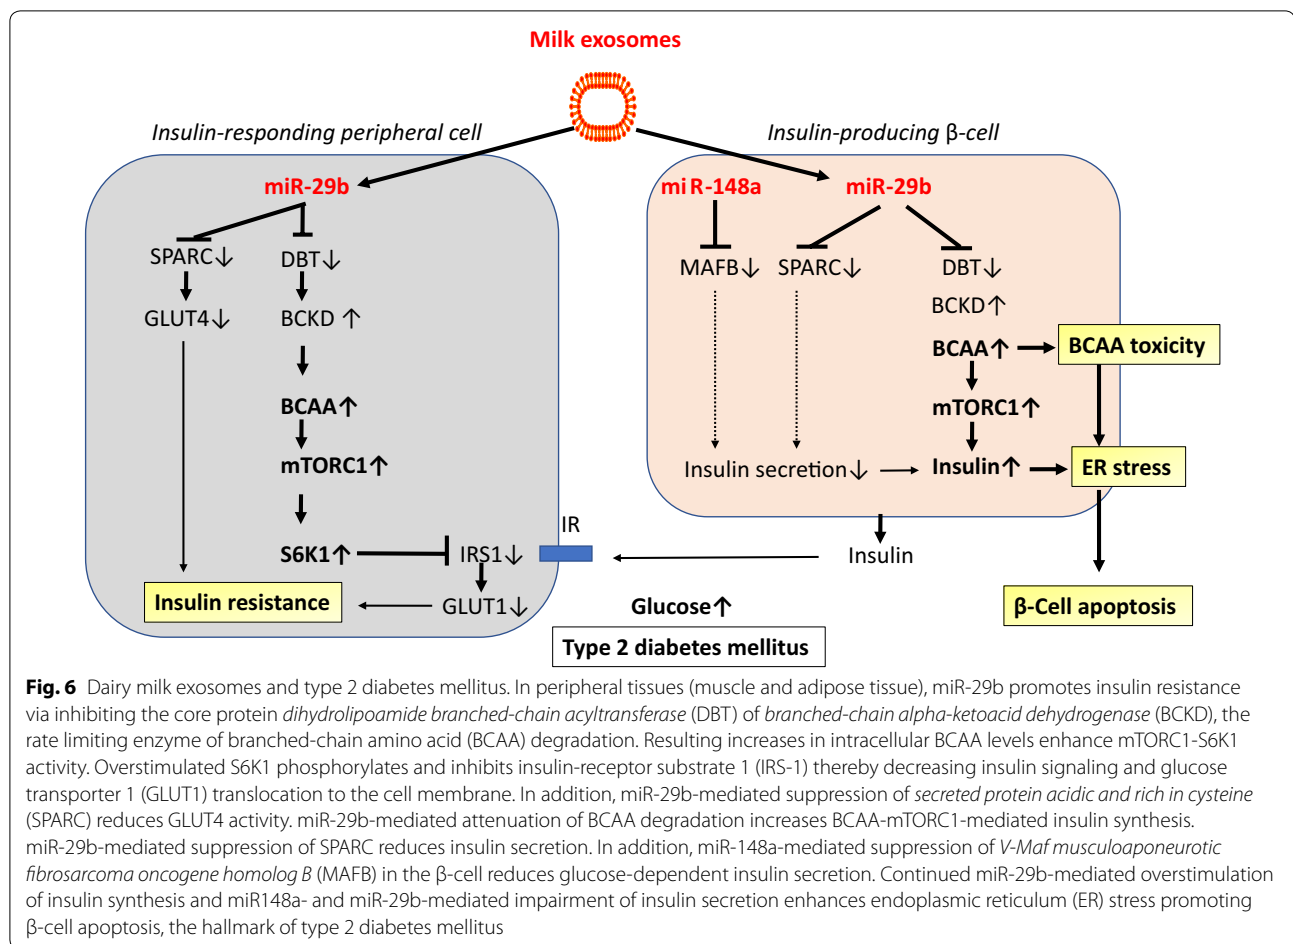 Milk exosomes
Insulin-responding peripheral cell
Insulin-producing β-cell
miR-29b
miR-148a
miR-29b
SPARC↓
DBT↓
MAFB↓
SPARC↓
DBT↓
GLUT4↓
BCKD ↑
BCKD↑
BCAA↑
BCAA toxicity
BCAA↑
mTORC1↑
mTORC1↑
Insulin secretion↓
Insulin↑
ER stress
S6K1↑
IRS1↓
IR
Insulin
Insulin resistance
GLUT1↓
Glucose↑
β-Cell apoptosis
Type 2 diabetes mellitus
Fig. 6 Dairy milk exosomes and type 2 diabetes mellitus. In peripheral tissues (muscle and adipose tissue), miR-29b promotes insulin resistance
via inhibiting the core protein dihydrolipoamide branched-chain acyltransferase (DBT) of branched-chain alpha-ketoacid dehydrogenase (BCKD), the
rate limiting enzyme of branched-chain amino acid (BCAA) degradation. Resulting increases in intracellular BCAA levels enhance mTORC1-S6K1
activity. Overstimulated S6K1 phosphorylates and inhibits insulin-receptor substrate 1 (IRS-1) thereby decreasing insulin signaling and glucose
transporter 1 (GLUT1) translocation to the cell membrane. In addition, miR-29b-mediated suppression of secreted protein acidic and rich in cysteine
(SPARC) reduces GLUT4 activity. miR-29b-mediated attenuation of BCAA degradation increases BCAA-mTORC1-mediated insulin synthesis.
miR-29b-mediated suppression of SPARC reduces insulin secretion. In addition, miR-148a-mediated suppression of V-Maf musculoaponeurotic
fibrosarcoma oncogene homolog B (MAFB) in the β-cell reduces glucose-dependent insulin secretion. Continued miR-29b-mediated overstimulation
of insulin synthesis and miR148a- and miR-29b-mediated impairment of insulin secretion enhances endoplasmic reticulum (ER) stress promoting
β-cell apoptosis, the hallmark of type 2 diabetes mellitus